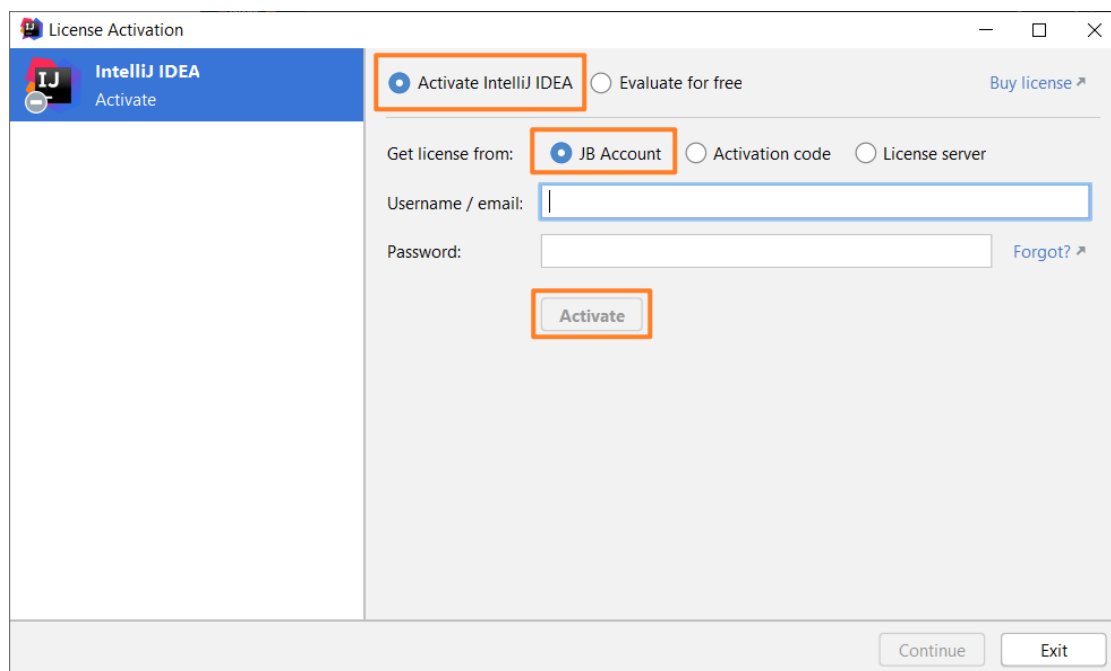 License Activation
IntelliJ IDEA
Activate
Activate IntelliJ IDEA Evaluate for free Buy license
Get license from: JB Account Activation code License server
Username / email:
Password: Forgot?
Activate
Continue Exit